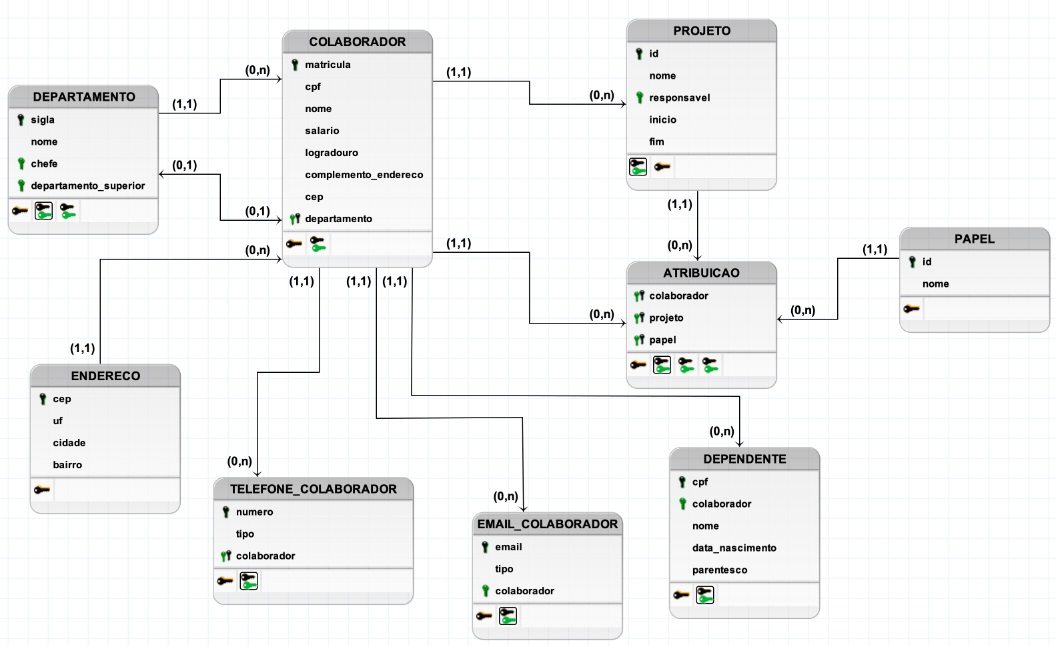 COLABORADOR
matricula
cpf
nome
salario
logradouro
complemento_endereco
cep
departamento
PROJETO
id
nome
responsavel
inicio
fim
DEPARTAMENTO
sigla
nome
chefe
departamento_superior
(0,n)
(1,1)
(0,1)
(0,1)
(0,n)
(1,1)
(1,1)
(0,n)
(1,1)
(0,n)
(1,1)
(0,n)
ATRIBUICAO
colaborador
projeto
papel
(1,1)
(0,n)
PAPEL
id
nome
ENDERECO
cep
uf
cidade
bairro
(1,1)
(1,1)
(1,1)
(0,n)
(0,n)
(0,n)
TELEFONE_COLABORADOR
numero
tipo
colaborador
EMAIL_COLABORADOR
email
tipo
colaborador
DEPENDENTE
cpf
colaborador
nome
data_nascimento
parentesco